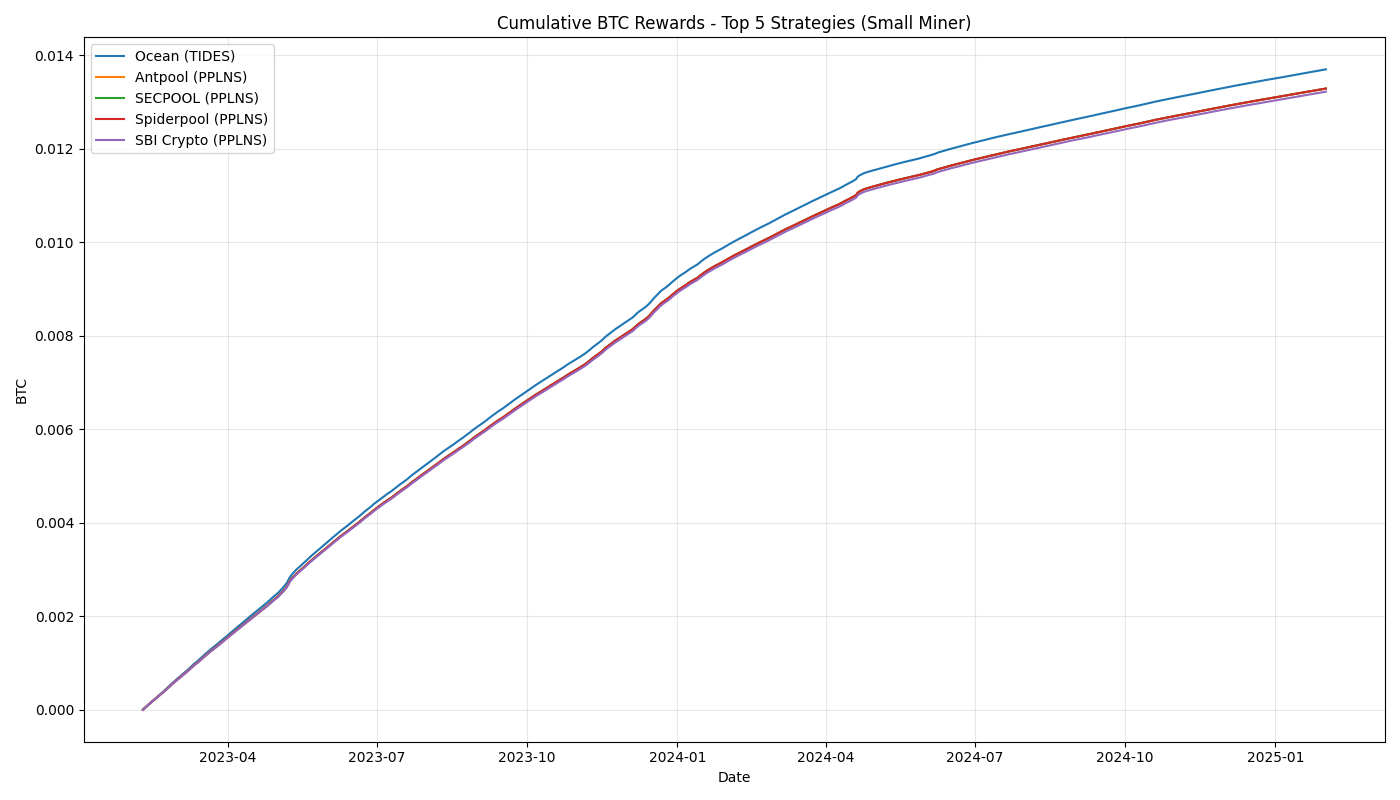 Cumulative BTC Rewards - Top 5 Strategies (Small Miner)
Ocean (TIDES)
Antpool (PPLNS)
SECPOOL (PPLNS)
Spiderpool (PPLNS)
SBI Crypto (PPLNS)
0.014
0.012
0.010
0.008
0.006
0.004
0.002
0.000
BTC
2023-04 2023-07 2023-10 2024-01 2024-04 2024-07 2024-10 2025-01
Date